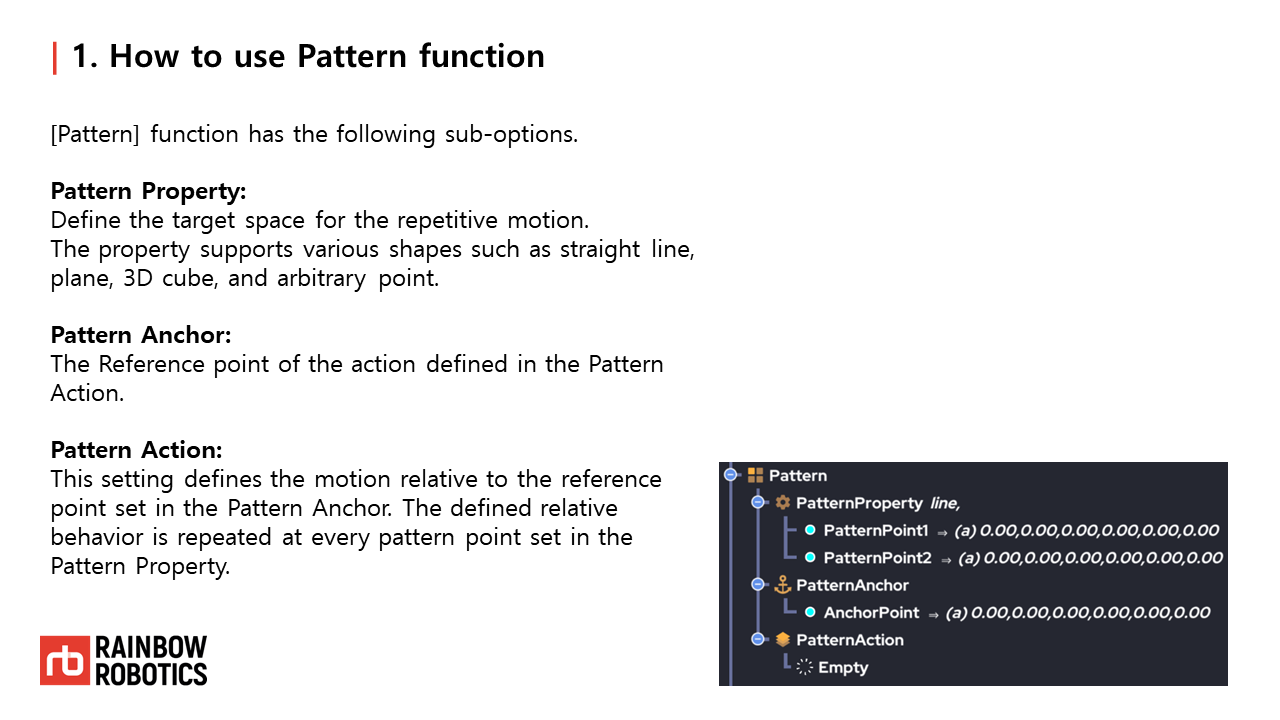 1. How to use Pattern function
[Pattern] function has the following sub-options.
Pattern Property:
Define the target space for the repetitive motion.
The property supports various shapes such as straight line,
plane, 3D cube, and arbitrary point.
Pattern Anchor:
The Reference point of the action defined in the Pattern
Action.
Pattern Action:
This setting defines the motion relative to the reference
point set in the Pattern Anchor. The defined relative
behavior is repeated at every pattern point set in the
Pattern Property.
Pattern
PatternProperty line,
PatternPoint1 ⇒ (a) 0.00,0.00,0.00,0.00,0.00,0.00
PatternPoint2 ⇒ (a) 0.00,0.00,0.00,0.00,0.00,0.00
PatternAnchor
AnchorPoint ⇒ (a) 0.00,0.00,0.00,0.00,0.00,0.00
PatternAction
Empty
rb
RAINBOW
ROBOTICS